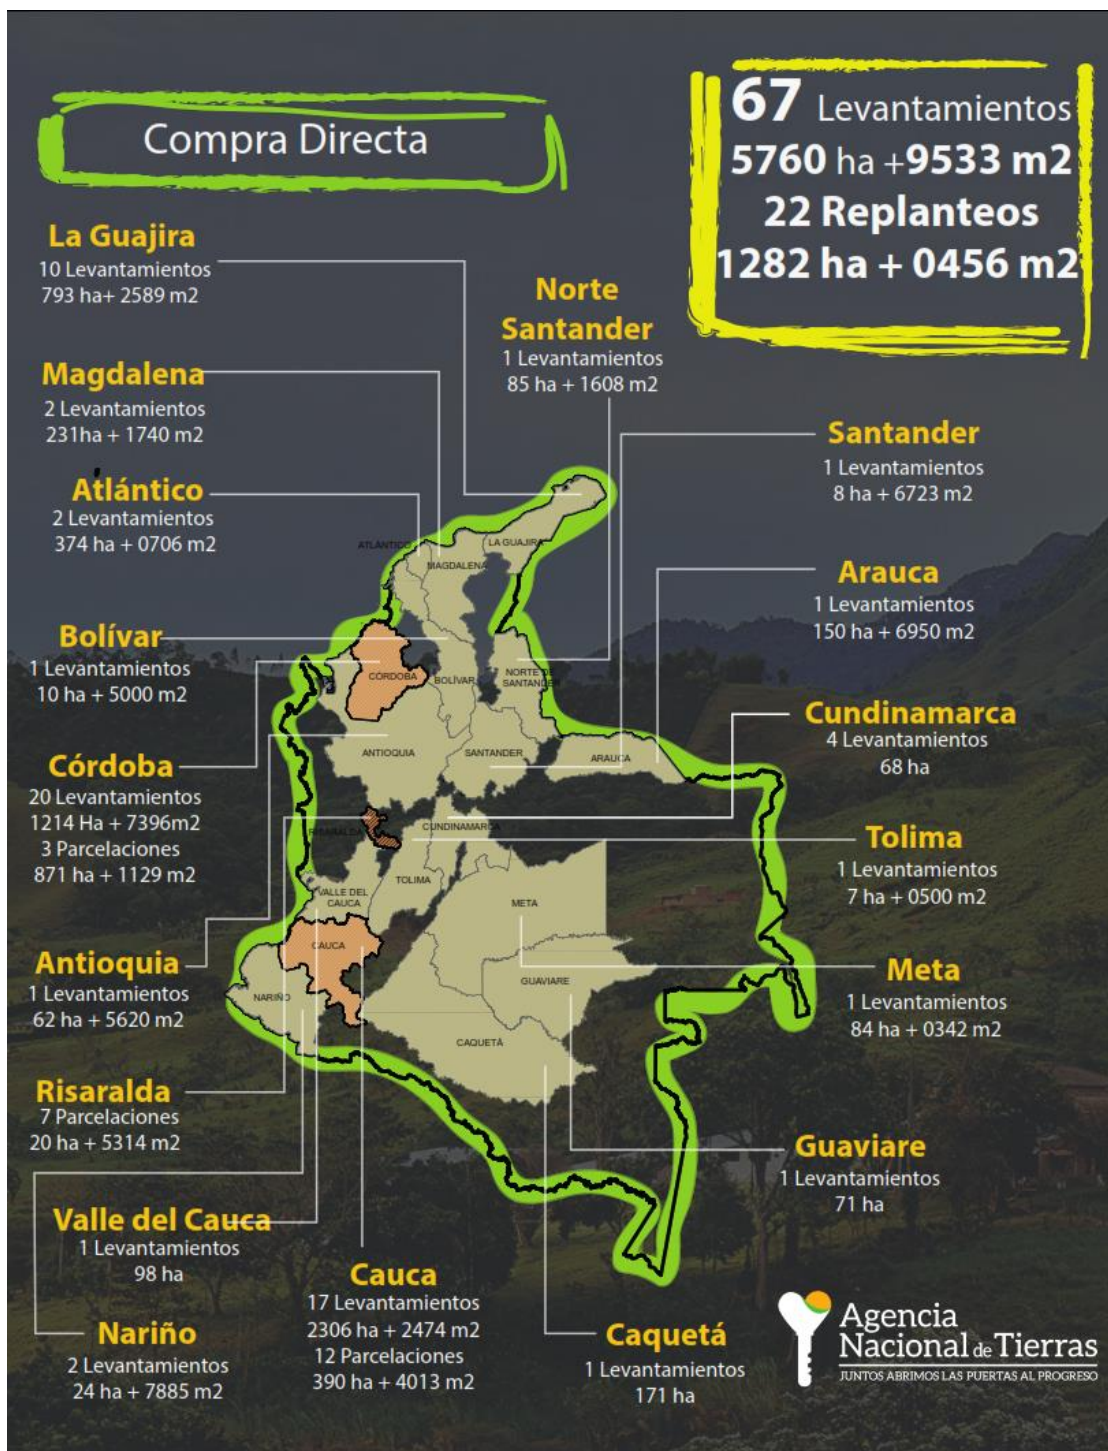 Compra Directa
67 Levantamientos
5760 ha +9533 m2
22 Replanteos
1282 ha + 0456 m2
La Guajira
10 Levantamientos
793 ha+ 2589 m2
Norte
Santander
1 Levantamientos
85 ha + 1608 m2
Magdalena
2 Levantamientos
231ha + 1740 m2
Santander
1 Levantamientos
8 ha + 6723 m2
Atlántico
2 Levantamientos
374 ha + 0706 m2
Arauca
1 Levantamientos
150 ha + 6950 m2
Bolívar
1 Levantamientos
10 ha + 5000 m2
Cundinamarca
4 Levantamientos
68 ha
Córdoba
20 Levantamientos
1214 Ha + 7396m2
3 Parcelaciones
871 ha + 1129 m2
Tolima
1 Levantamientos
7 ha + 0500 m2
Antioquia
1 Levantamientos
62 ha + 5620 m2
Meta
1 Levantamientos
84 ha + 0342 m2
Risaralda
7 Parcelaciones
20 ha + 5314 m2
Guaviare
1 Levantamientos
71 ha
Valle del Cauca
1 Levantamientos
98 ha
Cauca
17 Levantamientos
2306 ha + 2474 m2
12 Parcelaciones
390 ha + 4013 m2
Nariño
2 Levantamientos
24 ha + 7885 m2
Caquetá
1 Levantamientos
171 ha
ATLÁNTICO
LA GUAJIRA
MAGDALENA
CÓRDOBA
BOLÍVAR
NORTE DE
SANTANDER
ANTIOQUIA
SANTANDER
ARAUCA
RISARALDA
CUNDINAMARCA
TOLIMA
VALLE DEL
CAUCA
META
CAUCA
GUAVIARE
NARIÑO
CAQUETÁ
Agencia
Nacional de Tierras
JUNTOS ABRIMOS LAS PUERTAS AL PROGRESO